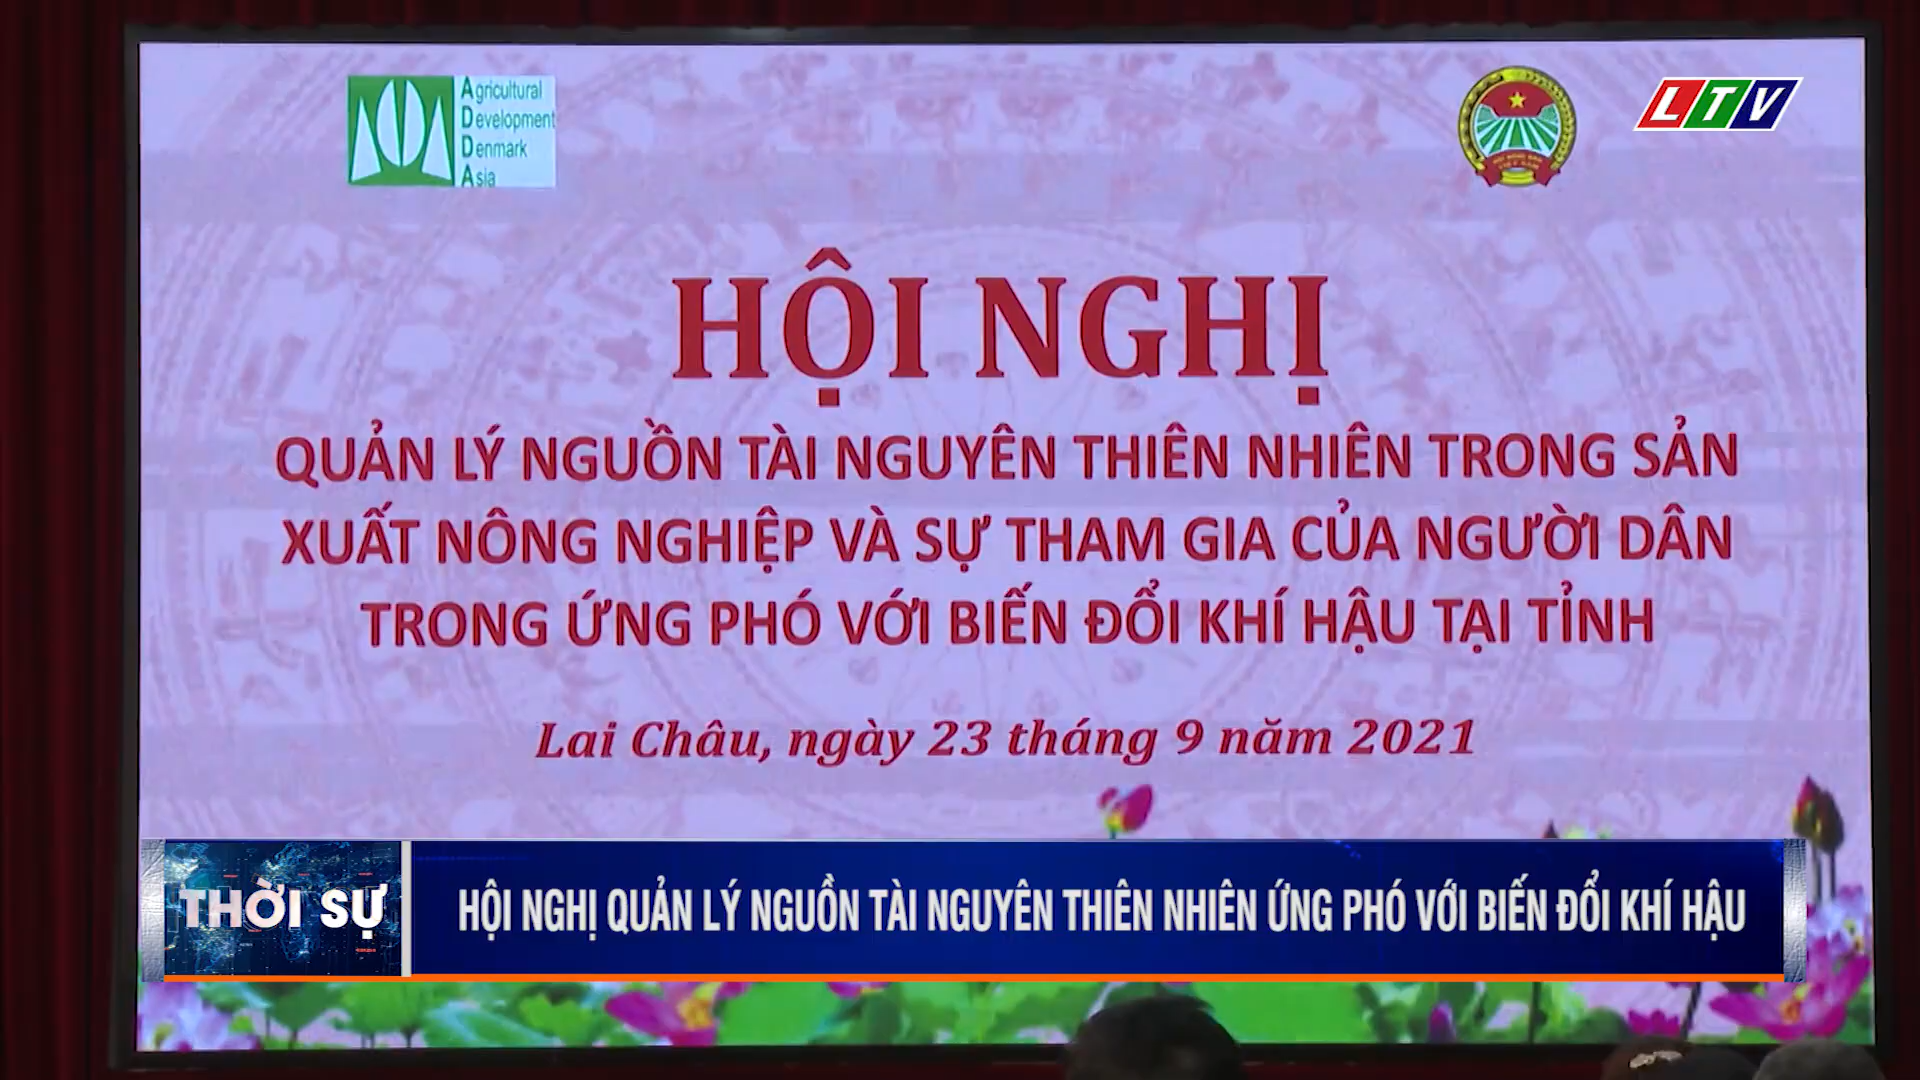 Agricultural
Development
Denmark
Asia
LTV
HỘI NGHỊ
QUẢN LÝ NGUỒN TÀI NGUYÊN THIÊN NHIÊN TRONG SẢN
XUẤT NÔNG NGHIỆP VÀ SỰ THAM GIA CỦA NGƯỜI DÂN
TRONG ỨNG PHÓ VỚI BIẾN ĐỔI KHÍ HẬU TẠI TỈNH
Lai Châu, ngày 23 tháng 9 năm 2021
THỜI SỰ
HỘI NGHỊ QUẢN LÝ NGUỒN TÀI NGUYÊN THIÊN NHIÊN ỨNG PHÓ VỚI BIẾN ĐỔI KHÍ HẬU